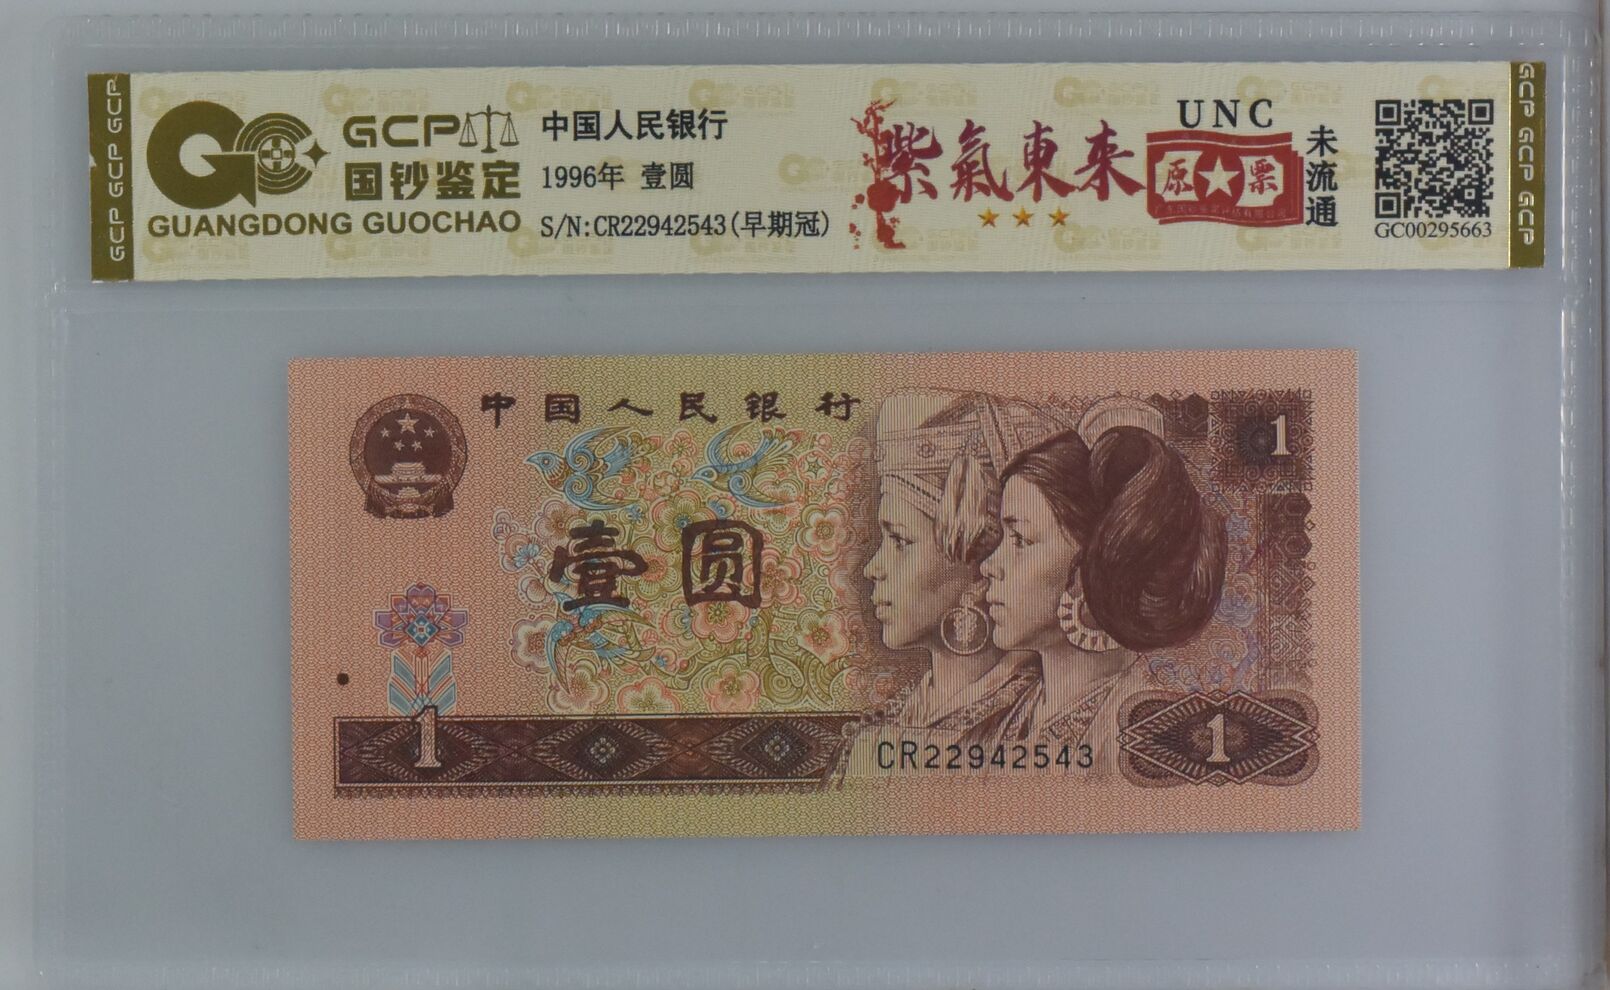 GCP GCP GCP
GCP
国钞鉴定
GUANGDONG GUOCHAO
中国人民银行
1996年 壹圆
S/N:CR22942543(早期冠)
紫氣東来
UNC
原票
未流通
GC00295663
GCP GCP GCP
中国人民银行
1
壹圆
1
CR22942543
1